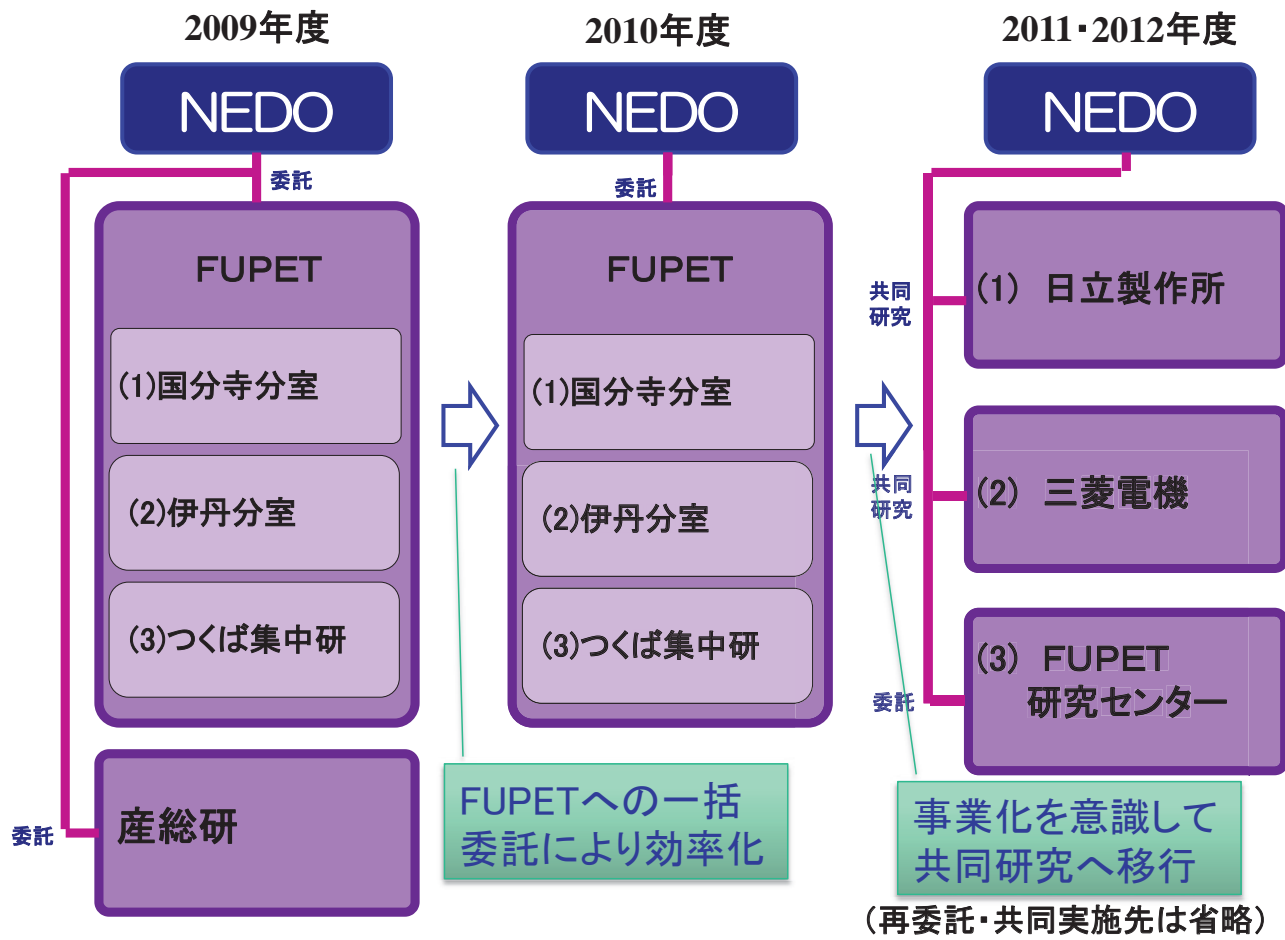 2009年度
NEDO
委託
FUPET
(1)国分寺分室
(2)伊丹分室
(3)つくば集中研
委託
産総研
2010年度
NEDO
委託
FUPET
(1)国分寺分室
(2)伊丹分室
(3)つくば集中研
FUPETへの一括
委託により効率化
2011・2012年度
NEDO
共同
研究
(1) 日立製作所
共同
研究
(2) 三菱電機
委託
(3) FUPET
研究センター
事業化を意識して
共同研究へ移行
(再委託・共同実施先は省略)